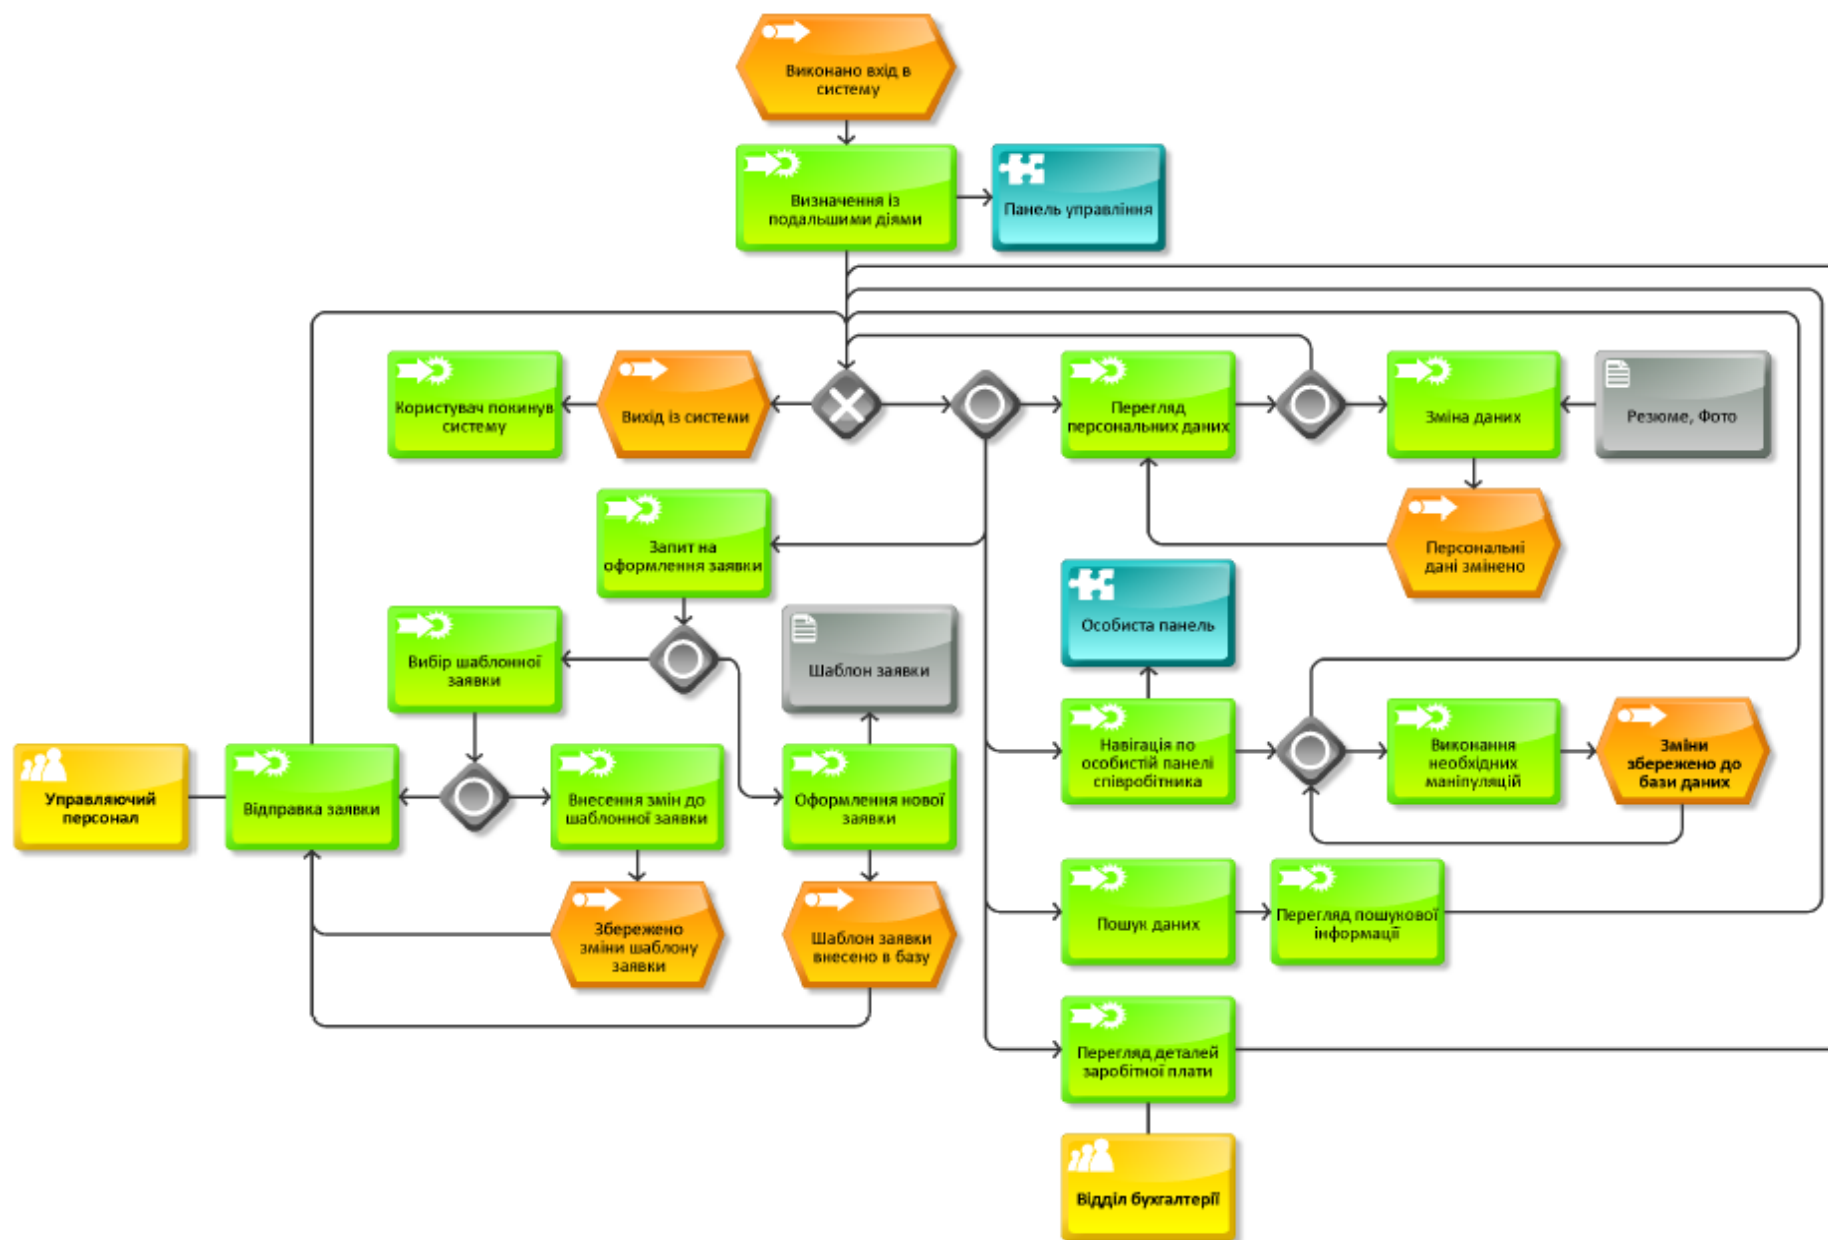 Виконано вхід в
систему
Визначення із
подальшими діями
Панель управління
Користувач покинув
систему
Вихід із системи
Перегляд
персональних даних
Зміна даних
Резюме, Фото
Запит на
оформлення заявки
Персональні
дані змінено
Особиста панель
Вибір шаблонної
заявки
Шаблон заявки
Управляючий
персонал
Відправка заявки
Внесення змін до
шаблонної заявки
Оформлення нової
заявки
Навігація по
особистій панелі
співробітника
Виконання
необхідних
маніпуляцій
Зміни
збережено до
бази даних
Збережено
зміни шаблону
заявки
Шаблон заявки
внесено в базу
Пошук даних
Перегляд пошукової
інформації
Перегляд деталей
заробітної плати
Відділ бухгалтерії